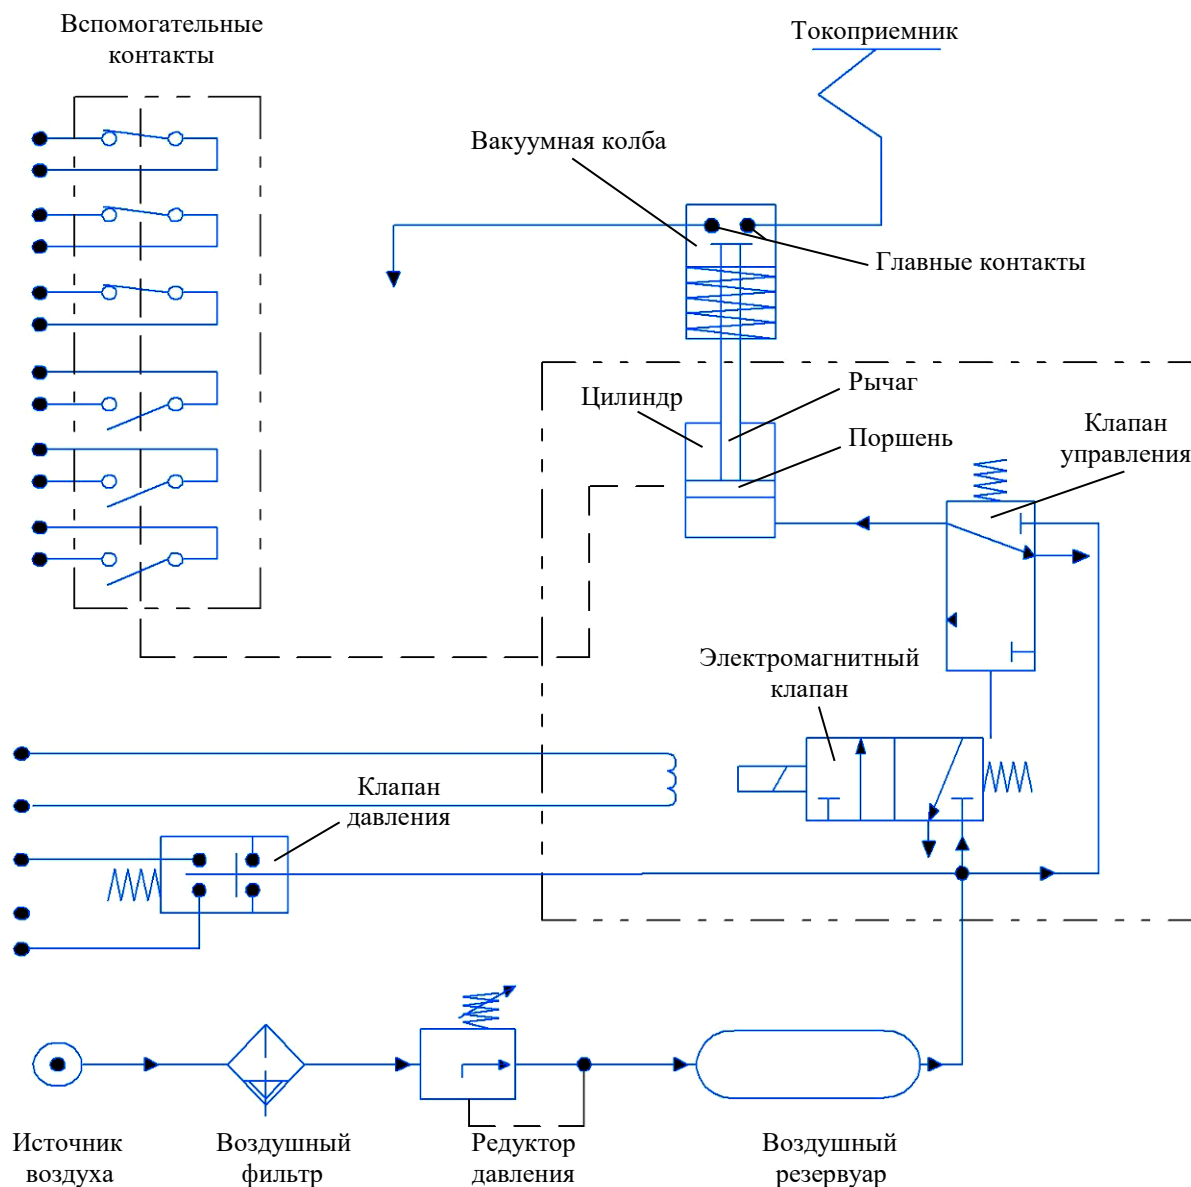 Вспомогательные
контакты
Токоприемник
Вакуумная колба
Главные контакты
Рычаг
Цилиндр
Поршень
Клапан
управления
Электромагнитный
клапан
Клапан
давления
Источник
воздуха
Воздушный
фильтр
Редуктор
давления
Воздушный
резервуар